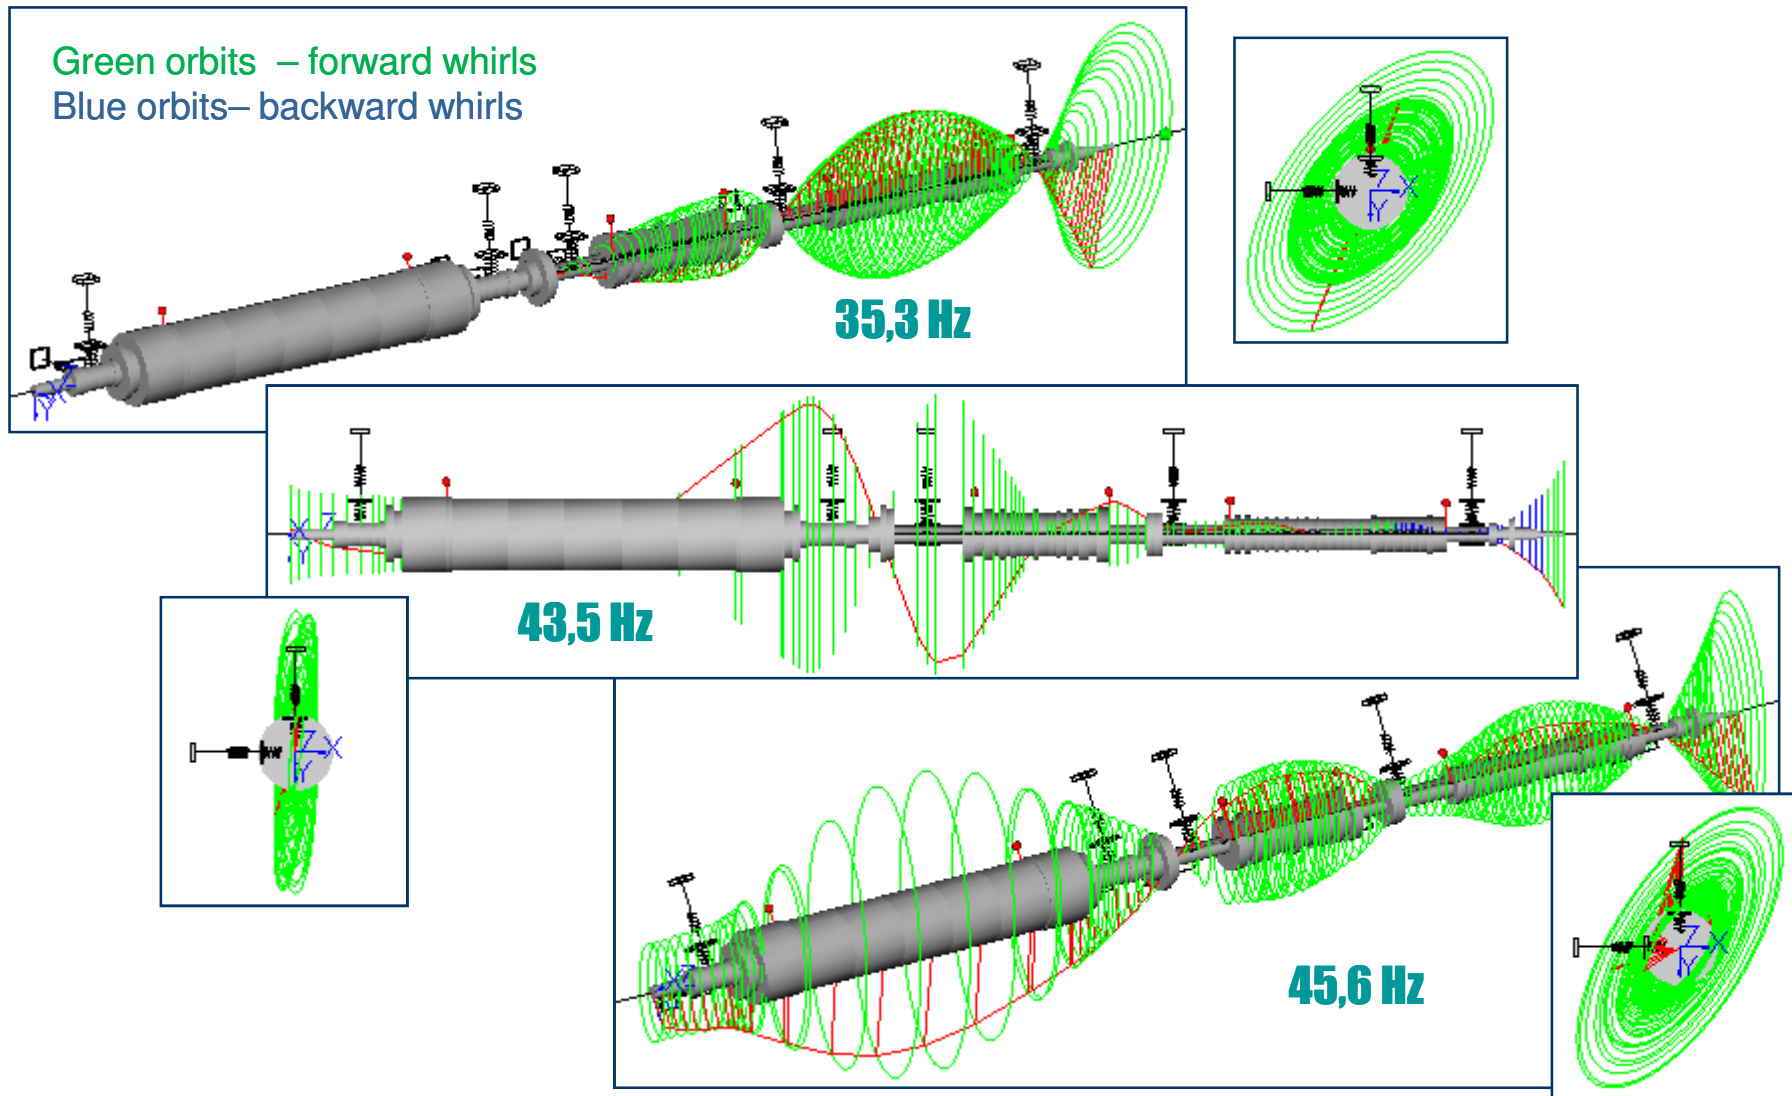 Green orbits – forward whirls
Blue orbits– backward whirls
35,3 Hz
Z X
Y
43,5 Hz
X Z
Y
Z X
Y
45,6 Hz
X Z
Z X
Y